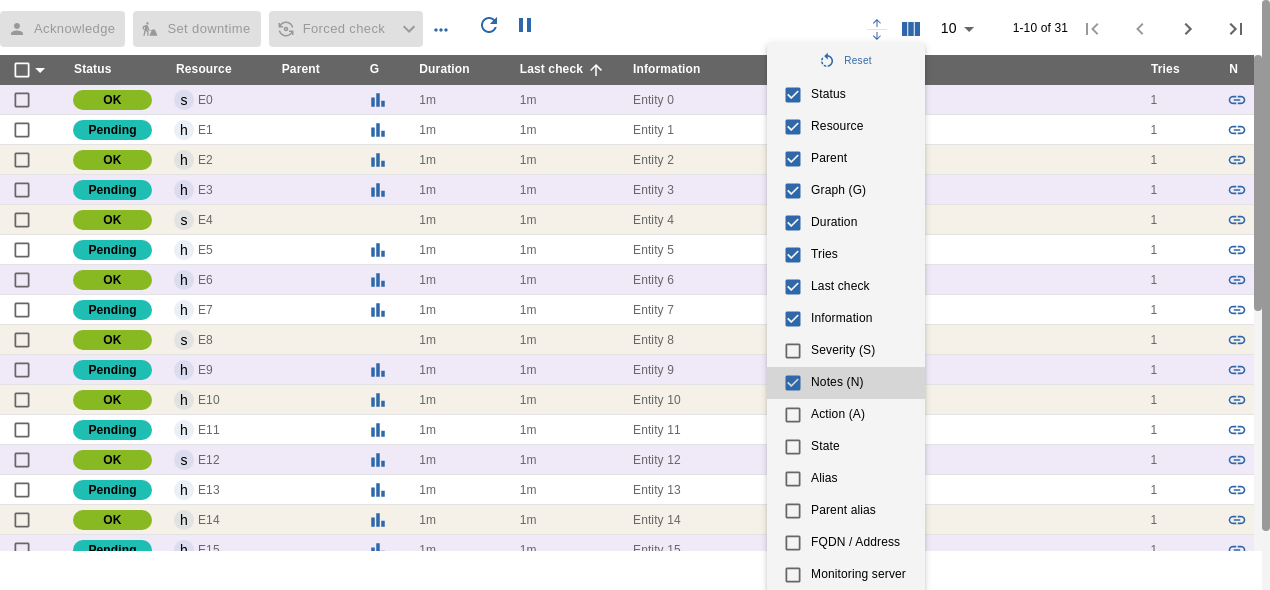 Acknowledge Set downtime Forced check 10 1-10 of 31
Status Resource Parent G Duration Last check Information Tries N
OK s E0 1m 1m Entity 0 1
Pending h E1 1m 1m Entity 1 1
OK h E2 1m 1m Entity 2 1
Pending h E3 1m 1m Entity 3 1
OK s E4 1m 1m Entity 4 1
Pending h E5 1m 1m Entity 5 1
OK h E6 1m 1m Entity 6 1
Pending h E7 1m 1m Entity 7 1
OK s E8 1m 1m Entity 8 1
Pending h E9 1m 1m Entity 9 1
OK h E10 1m 1m Entity 10 1
Pending h E11 1m 1m Entity 11 1
OK s E12 1m 1m Entity 12 1
Pending h E13 1m 1m Entity 13 1
OK h E14 1m 1m Entity 14 1
Pending h E15 1m 1m Entity 15 1
Reset
Status
Resource
Parent
Graph (G)
Duration
Tries
Last check
Information
Severity (S)
Notes (N)
Action (A)
State
Alias
Parent alias
FQDN / Address
Monitoring server